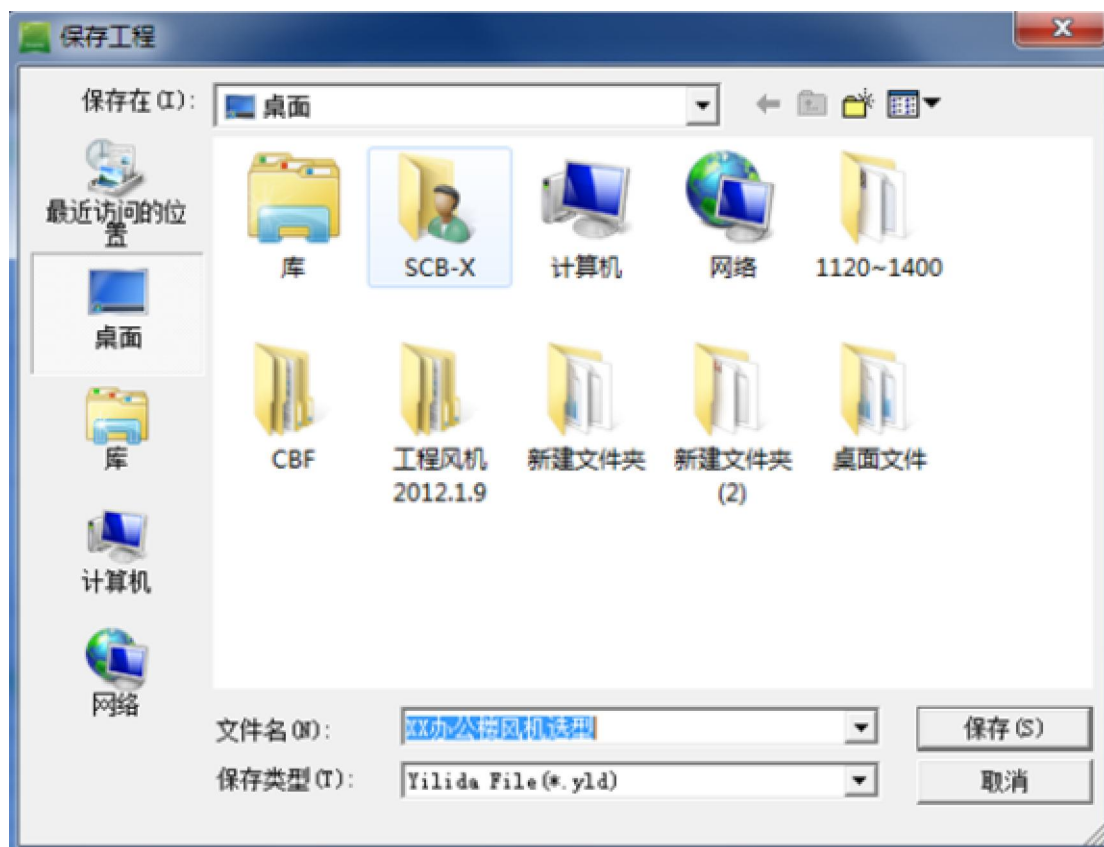 保存工程
保存在(I):
桌面
最近访问的位
置
桌面
库
计算机
网络
库
SCB-X
计算机
网络
1120~1400
CBF
工程风机
2012.1.9
新建文件夹
新建文件夹
(2)
桌面文件
文件名(N):
XX办公楼风机选型
保存(S)
保存类型(T):
Yilida File(*.yld)
取消